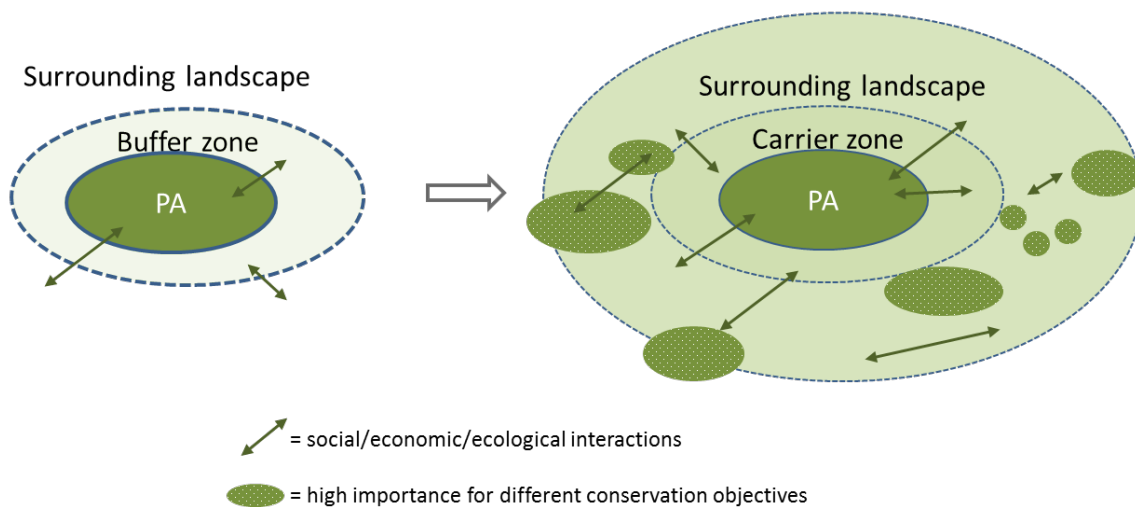 Surrounding landscape
Buffer zone
PA
Surrounding landscape
Carrier zone
PA
= social/economic/ecological interactions
= high importance for different conservation objectives